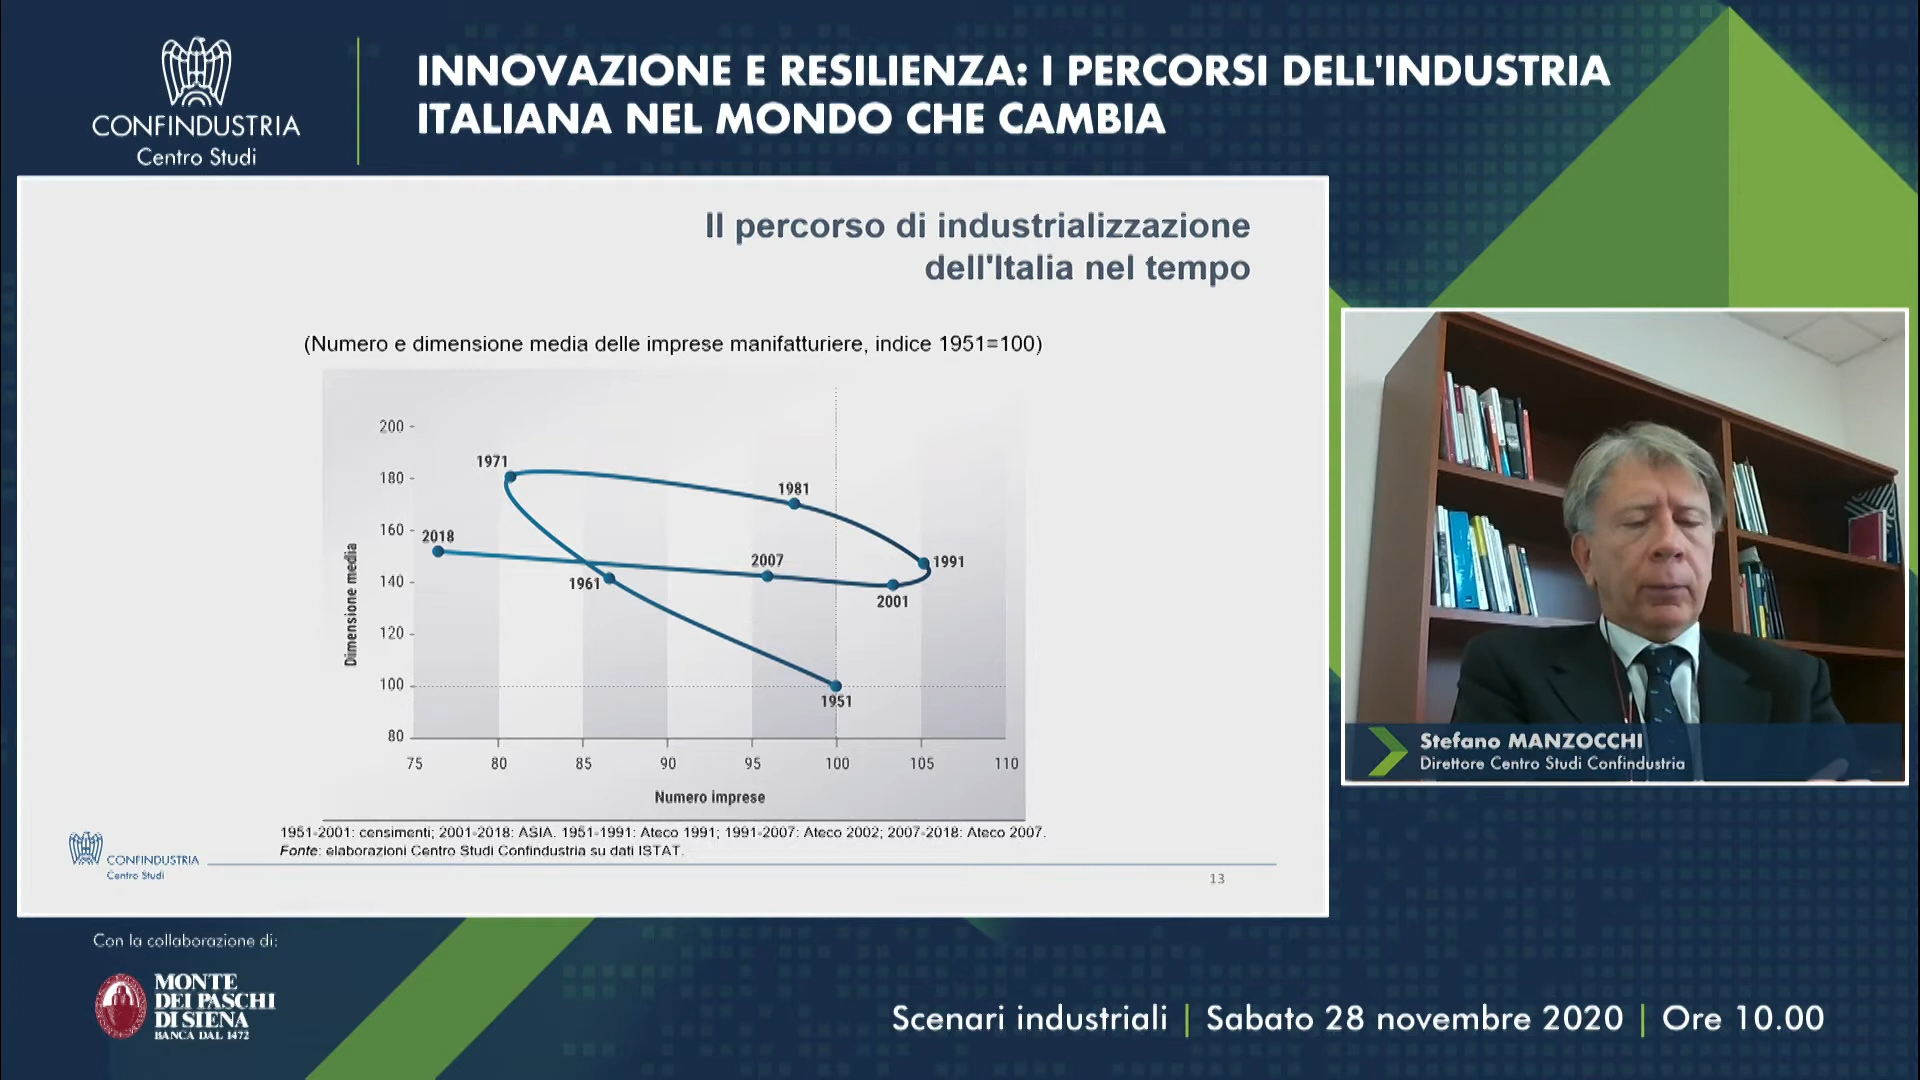 CONFINDUSTRIA
Centro Studi
INNOVAZIONE E RESILIENZA: I PERCORSI DELL'INDUSTRIA
ITALIANA NEL MONDO CHE CAMBIA
Il percorso di industrializzazione
dell'Italia nel tempo
(Numero e dimensione media delle imprese manifatturiere, indice 1951=100)
Dimensione media
200
180
160
140
120
100
80
1971
1981
2018
1961
2007
1991
2001
1951
75 80 85 90 95 100 105 110
Numero imprese
1951-2001: censimenti; 2001-2018: ASIA. 1951-1991: Ateco 1991; 1991-2007: Ateco 2002; 2007-2018: Ateco 2007.
Fonte: elaborazioni Centro Studi Confindustria su dati ISTAT.
CONFINDUSTRIA
Centro Studi
13
Stefano MANZOCCHI
Direttore Centro Studi Confindustria
Con la collaborazione di:
MONTE
DEI PASCHI
DI SIENA
BANCA DAL 1472
Scenari industriali | Sabato 28 novembre 2020 | Ore 10.00